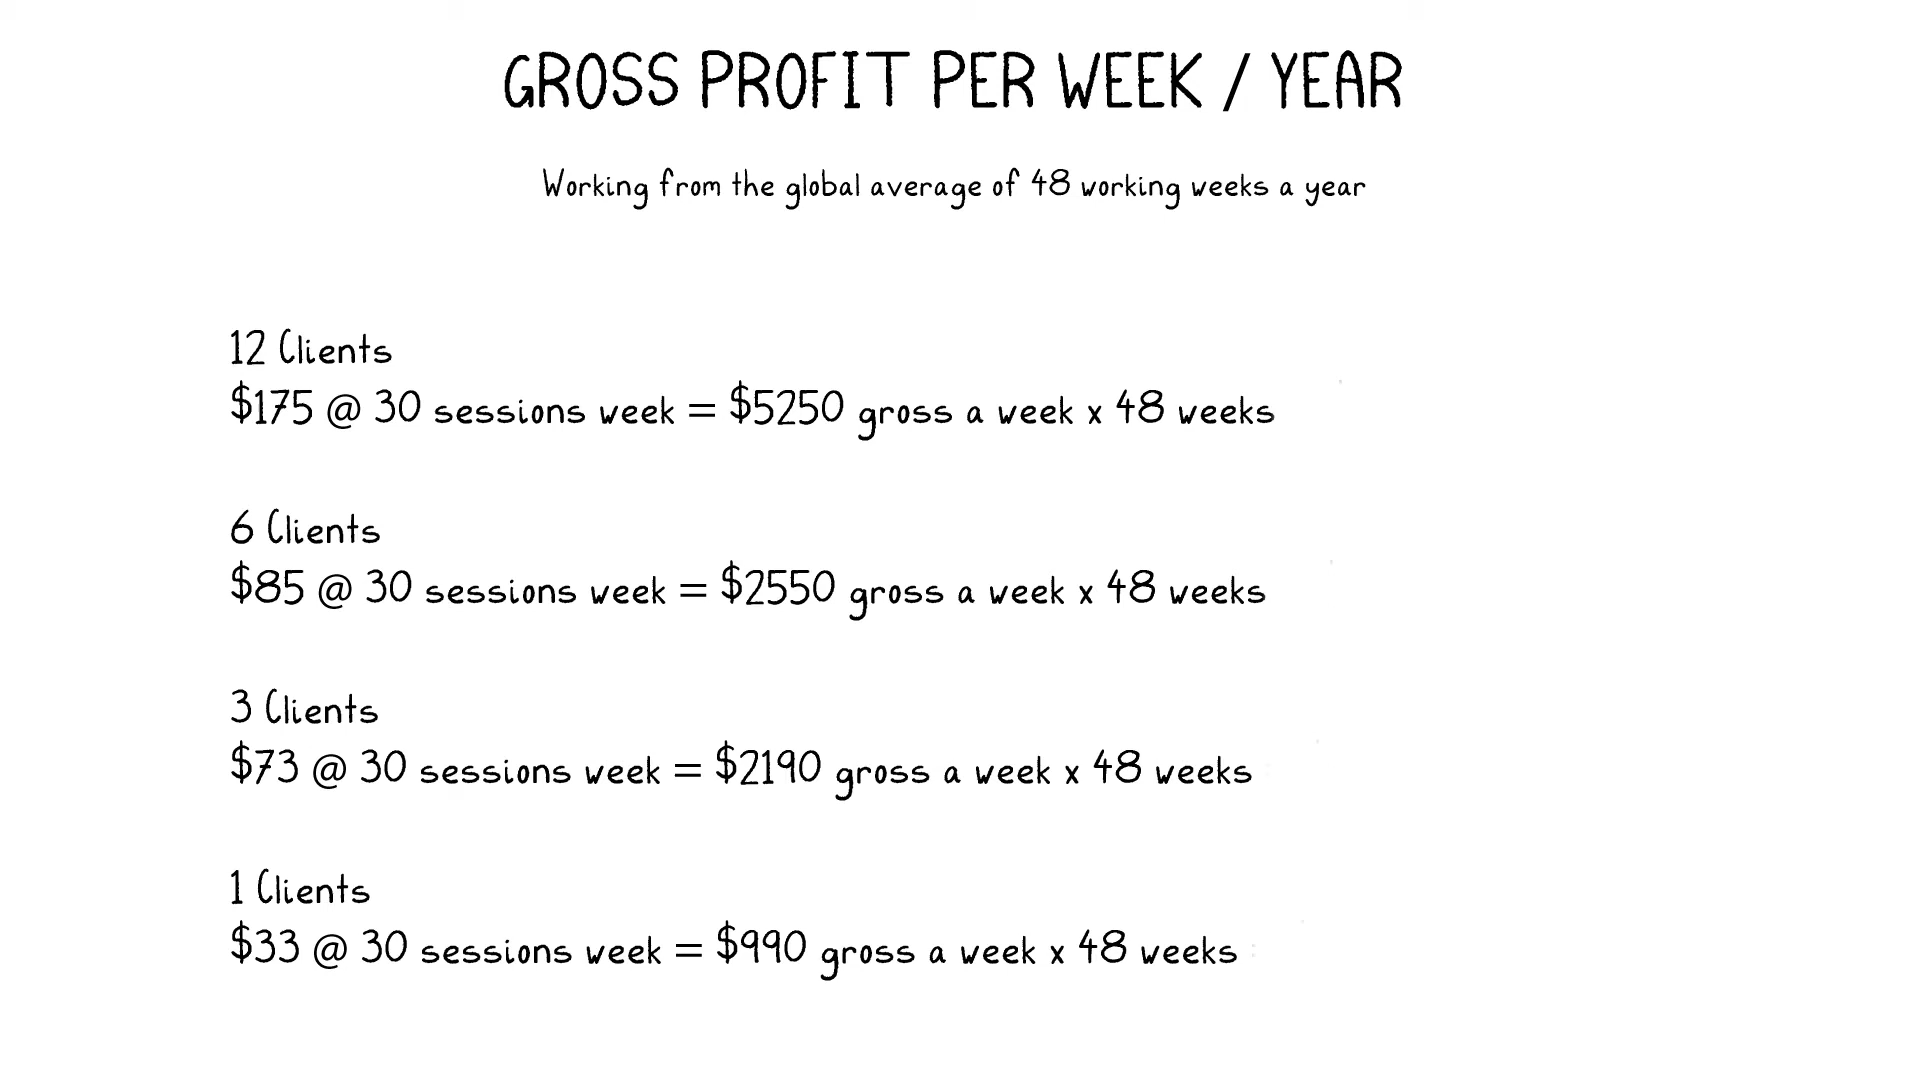 GROSS PROFIT PER WEEK / YEAR
Working from the global average of 48 working weeks a year
12 Clients
$175 @ 30 sessions week = $5250 gross a week x 48 weeks
6 Clients
$85 @ 30 sessions week = $2550 gross a week x 48 weeks
3 Clients
$73 @ 30 sessions week = $2190 gross a week x 48 weeks
1 Clients
$33 @ 30 sessions week = $990 gross a week x 48 weeks